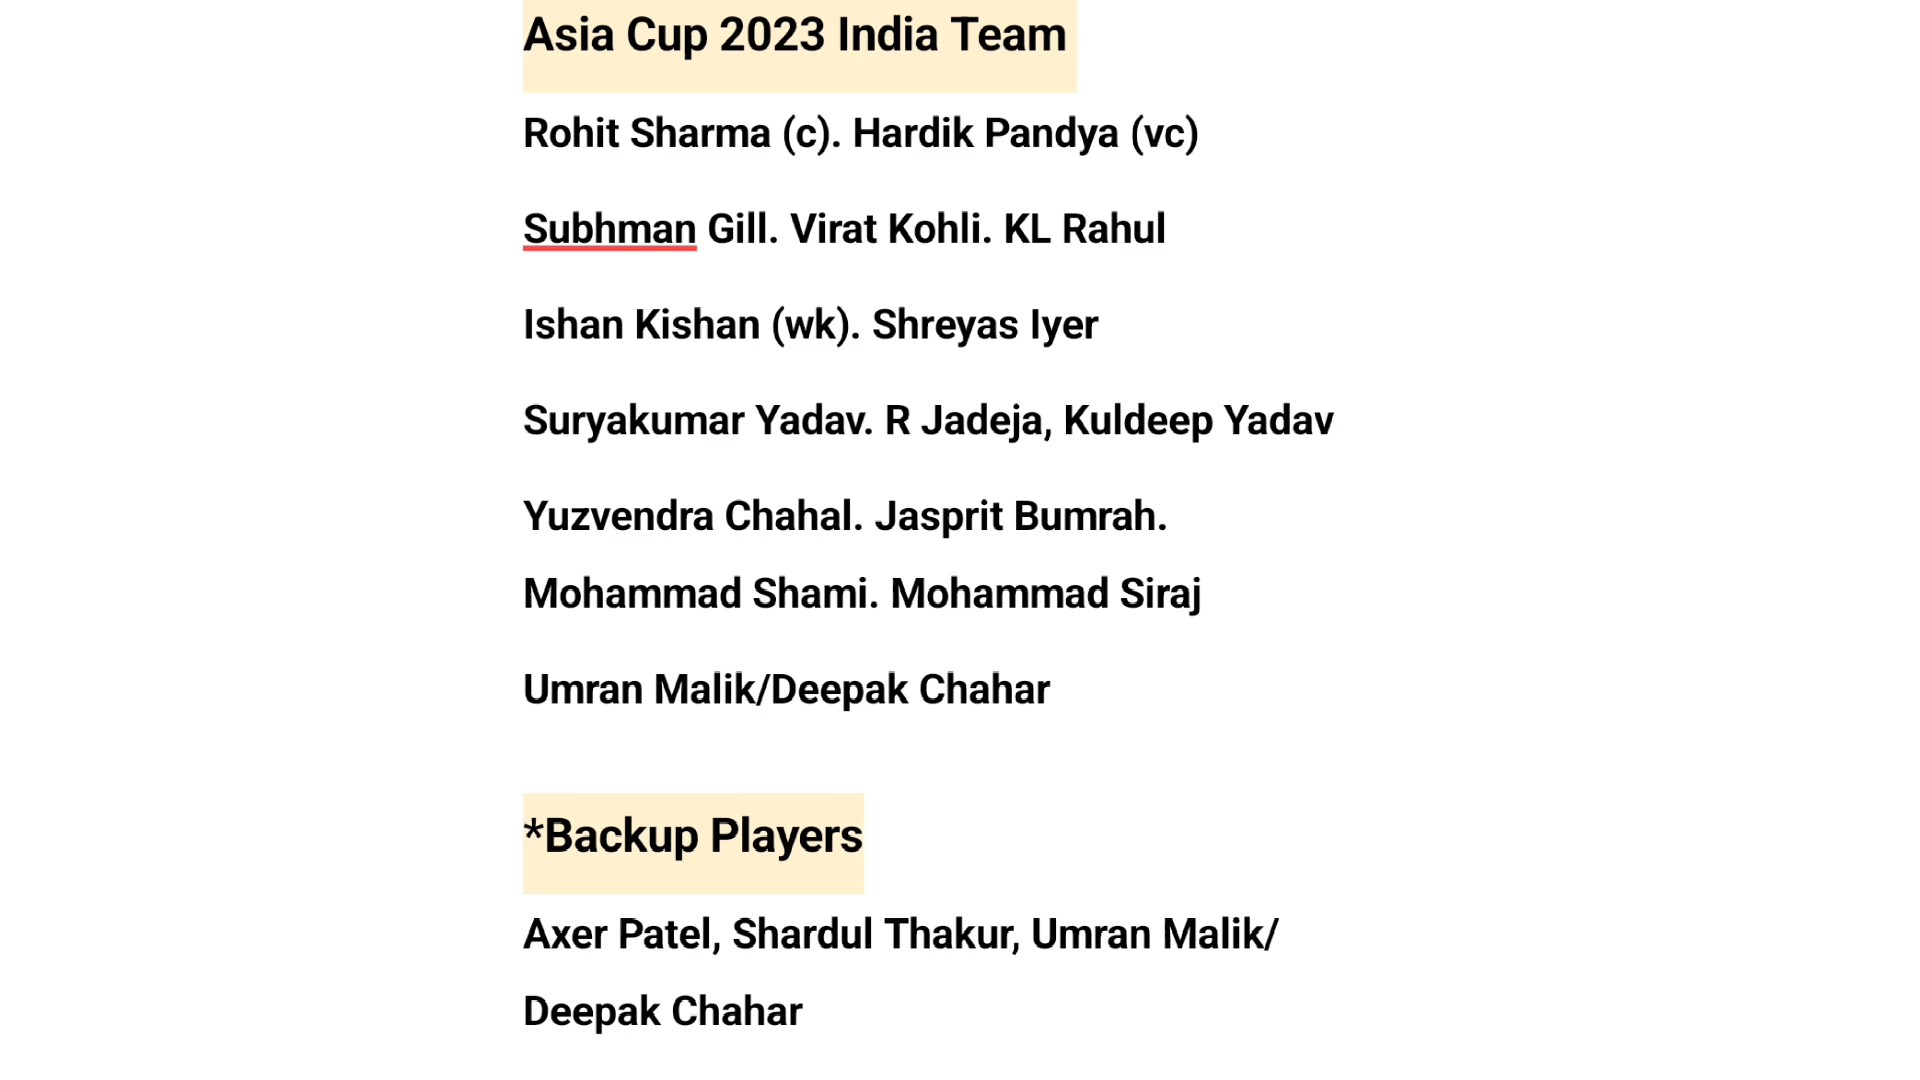 Asia Cup 2023 India Team
Rohit Sharma (c). Hardik Pandya (vc)
Subhman Gill. Virat Kohli. KL Rahul
Ishan Kishan (wk). Shreyas Iyer
Suryakumar Yadav. R Jadeja, Kuldeep Yadav
Yuzvendra Chahal. Jasprit Bumrah.
Mohammad Shami. Mohammad Siraj
Umran Malik/Deepak Chahar
*Backup Players
Axer Patel, Shardul Thakur, Umran Malik/
Deepak Chahar